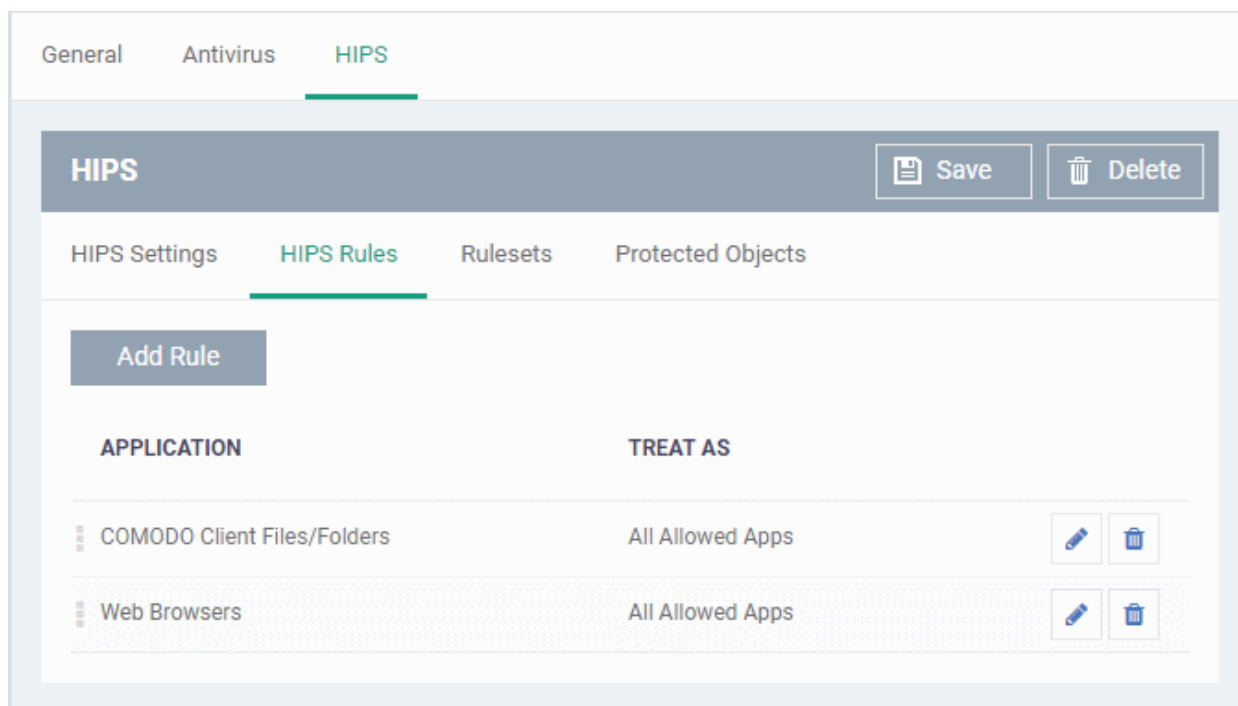 General Antivirus HIPS
HIPS Save Delete
HIPS Settings HIPS Rules Rulesets Protected Objects
Add Rule
APPLICATION TREAT AS
COMODO Client Files/Folders All Allowed Apps
Web Browsers All Allowed Apps